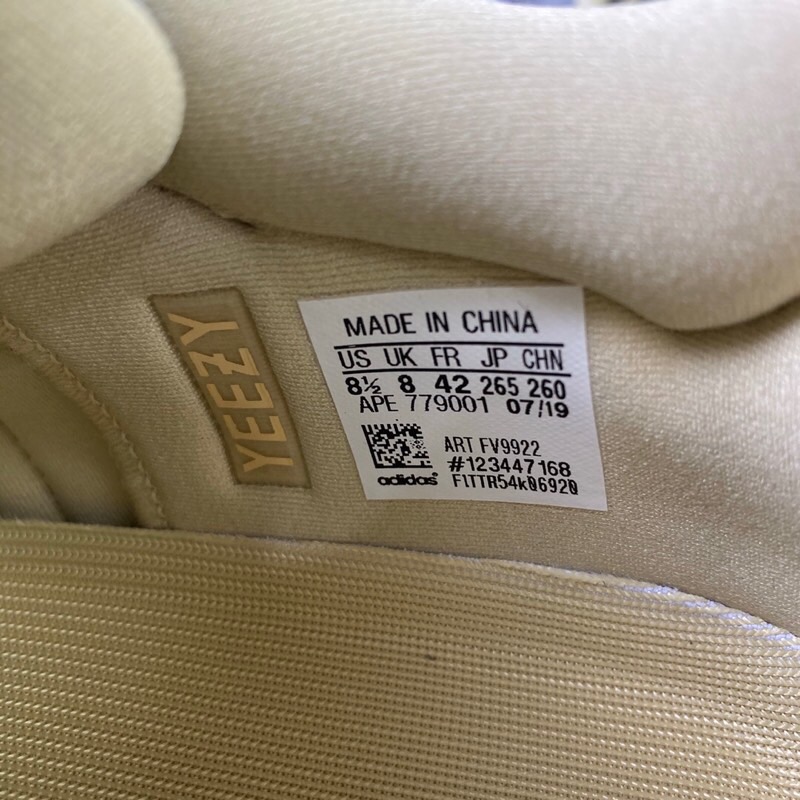 YEEZY
MADE IN CHINA
US UK FR JP CHN
8½ 8 42 265 260
APE 779001 07/19
ART FV9922
#123447168
adidas F1TTR54k06920